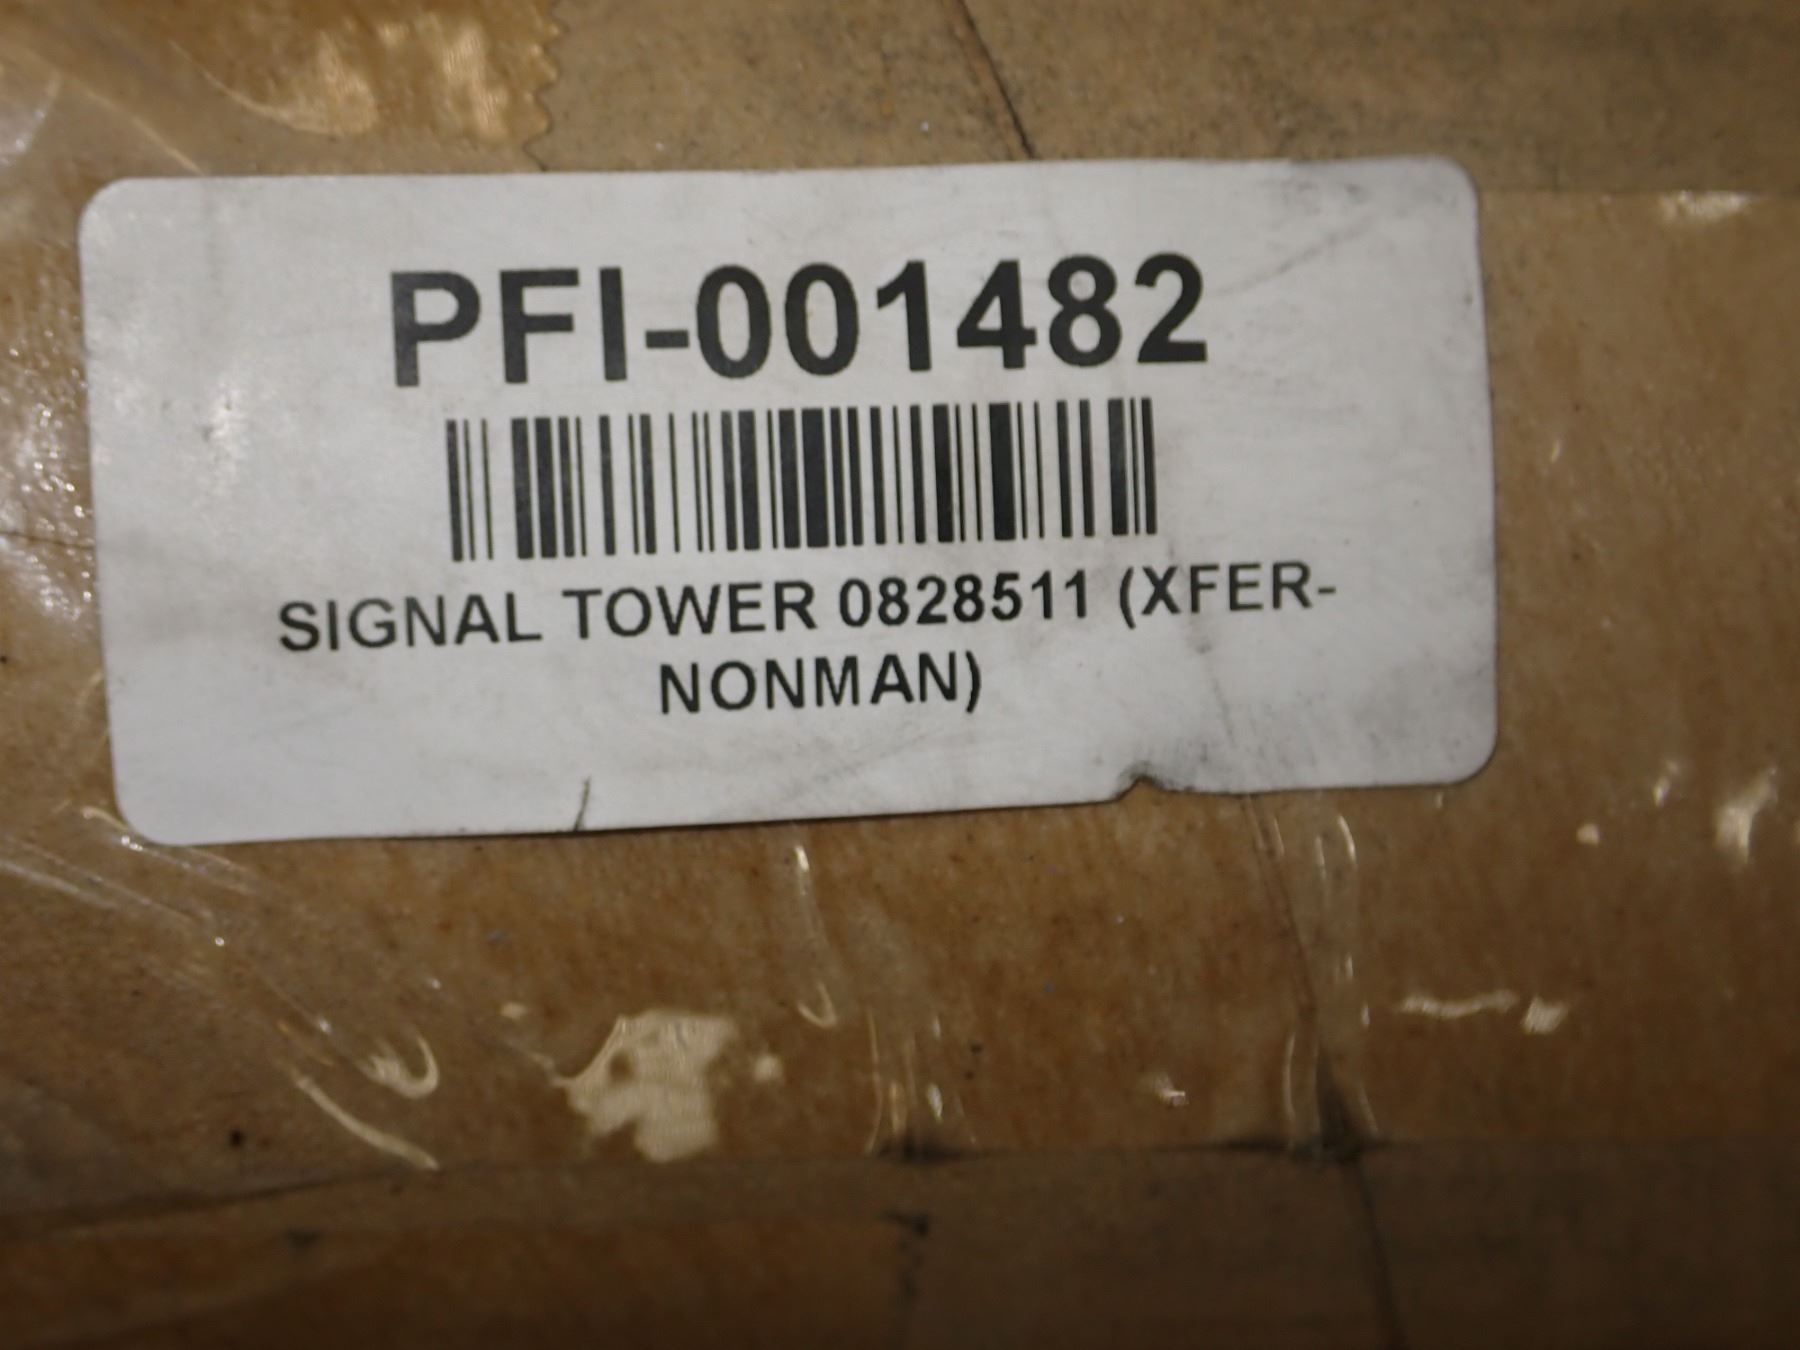 PFI-001482
SIGNAL TOWER 0828511 (XFER-
NONMAN)